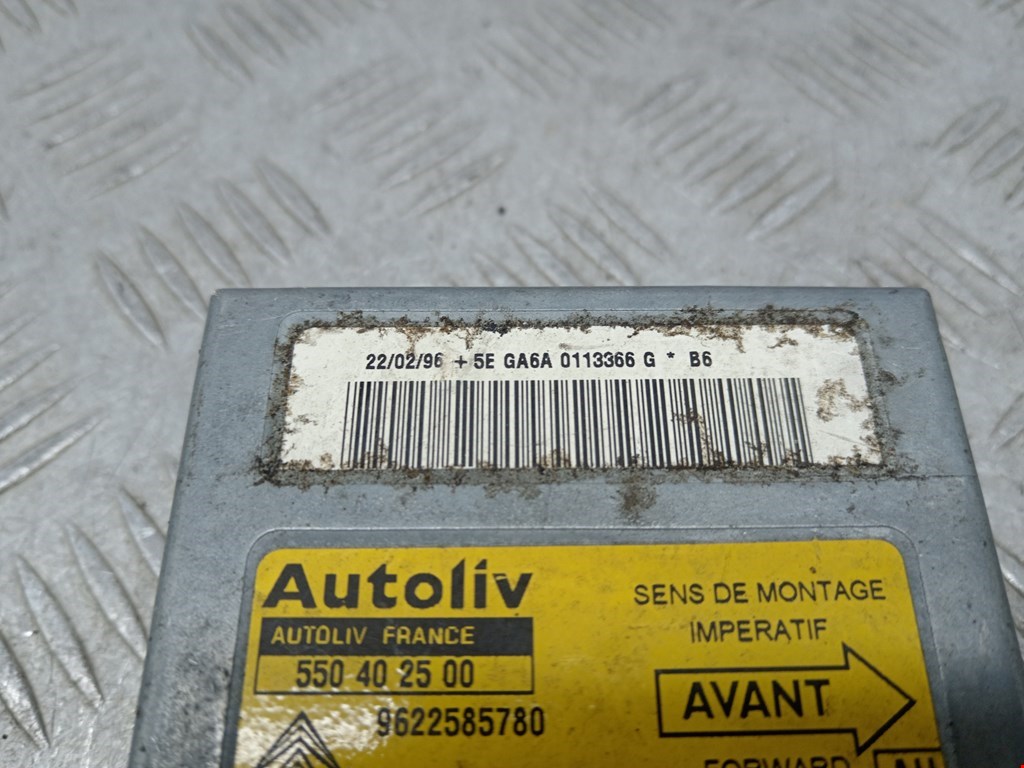 22/02/96 + 5E GA6A 0113366 G * B6
Autoliv
AUTOLIV FRANCE
550 40 25 00
9622585780
SENS DE MONTAGE
IMPERATIF
AVANT
FORWARD